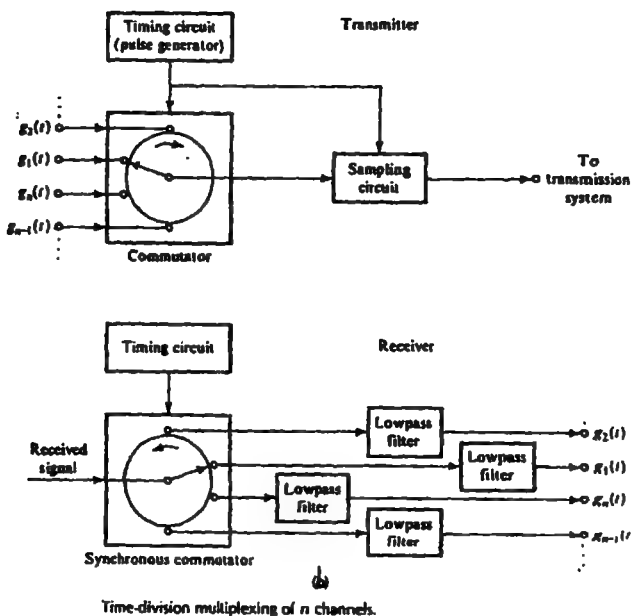 Timing circuit
(pulse generator)
Transmitter
g₂(t)
g₁(t)
gₙ(t)
gₙ₋₁(t)
Commutator
Sampling
circuit
To
transmission
system
Timing circuit
Receiver
Received
signal
Synchronous commutator
Lowpass
filter
g₂(t)
Lowpass
filter
g₁(t)
Lowpass
filter
gₙ(t)
Lowpass
filter
gₙ₋₁(t)
(b)
Time-division multiplexing of n channels.